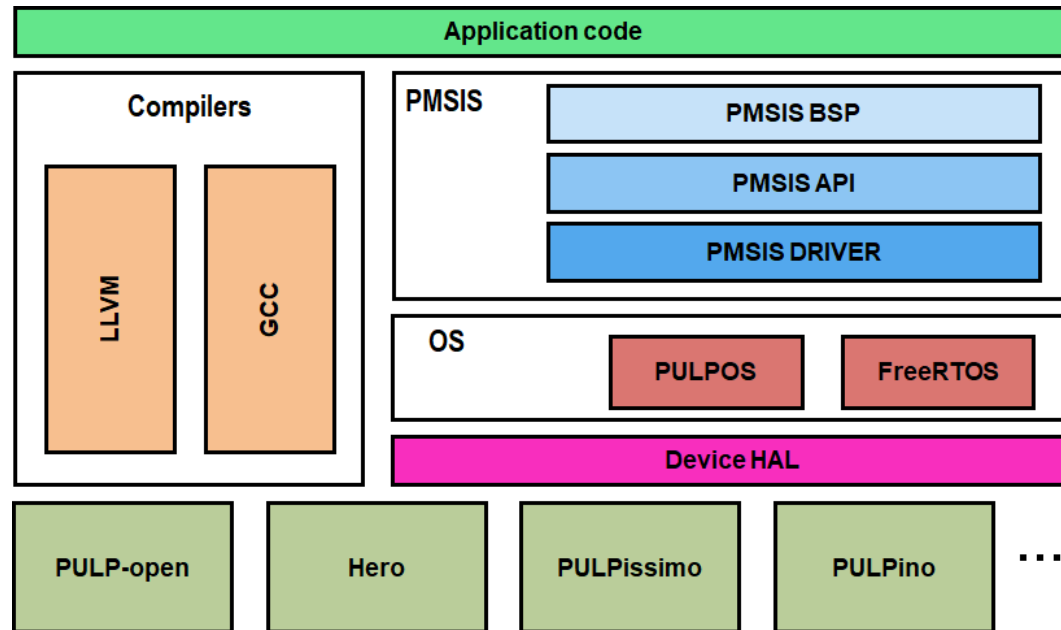 Application code
Compilers
LLVM
GCC
PMSIS
PMSIS BSP
PMSIS API
PMSIS DRIVER
OS
PULPOS
FreeRTOS
Device HAL
PULP-open
Hero
PULPissimo
PULPino
...